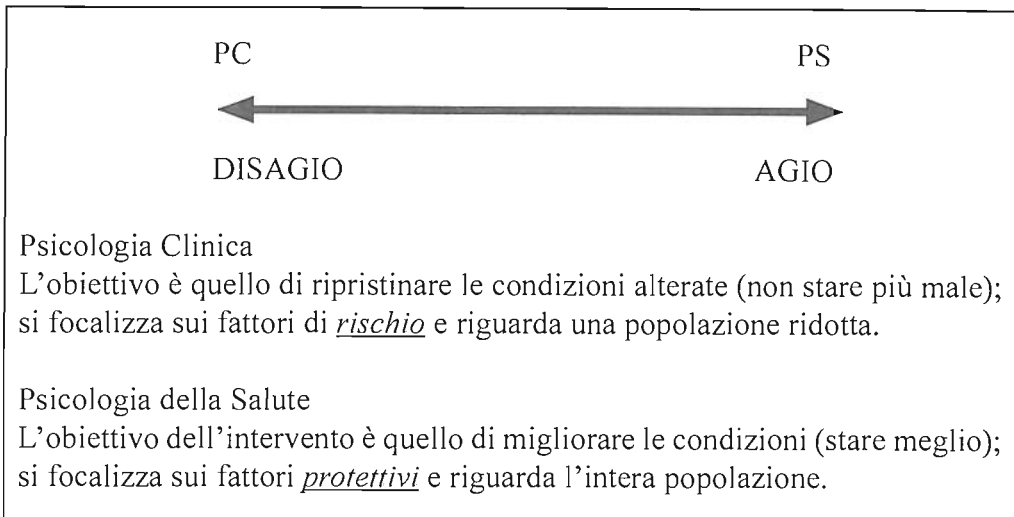 PC PS
DISAGIO AGIO
Psicologia Clinica
L'obiettivo è quello di ripristinare le condizioni alterate (non stare più male);
si focalizza sui fattori di rischio e riguarda una popolazione ridotta.
Psicologia della Salute
L'obiettivo dell'intervento è quello di migliorare le condizioni (stare meglio);
si focalizza sui fattori protettivi e riguarda l'intera popolazione.